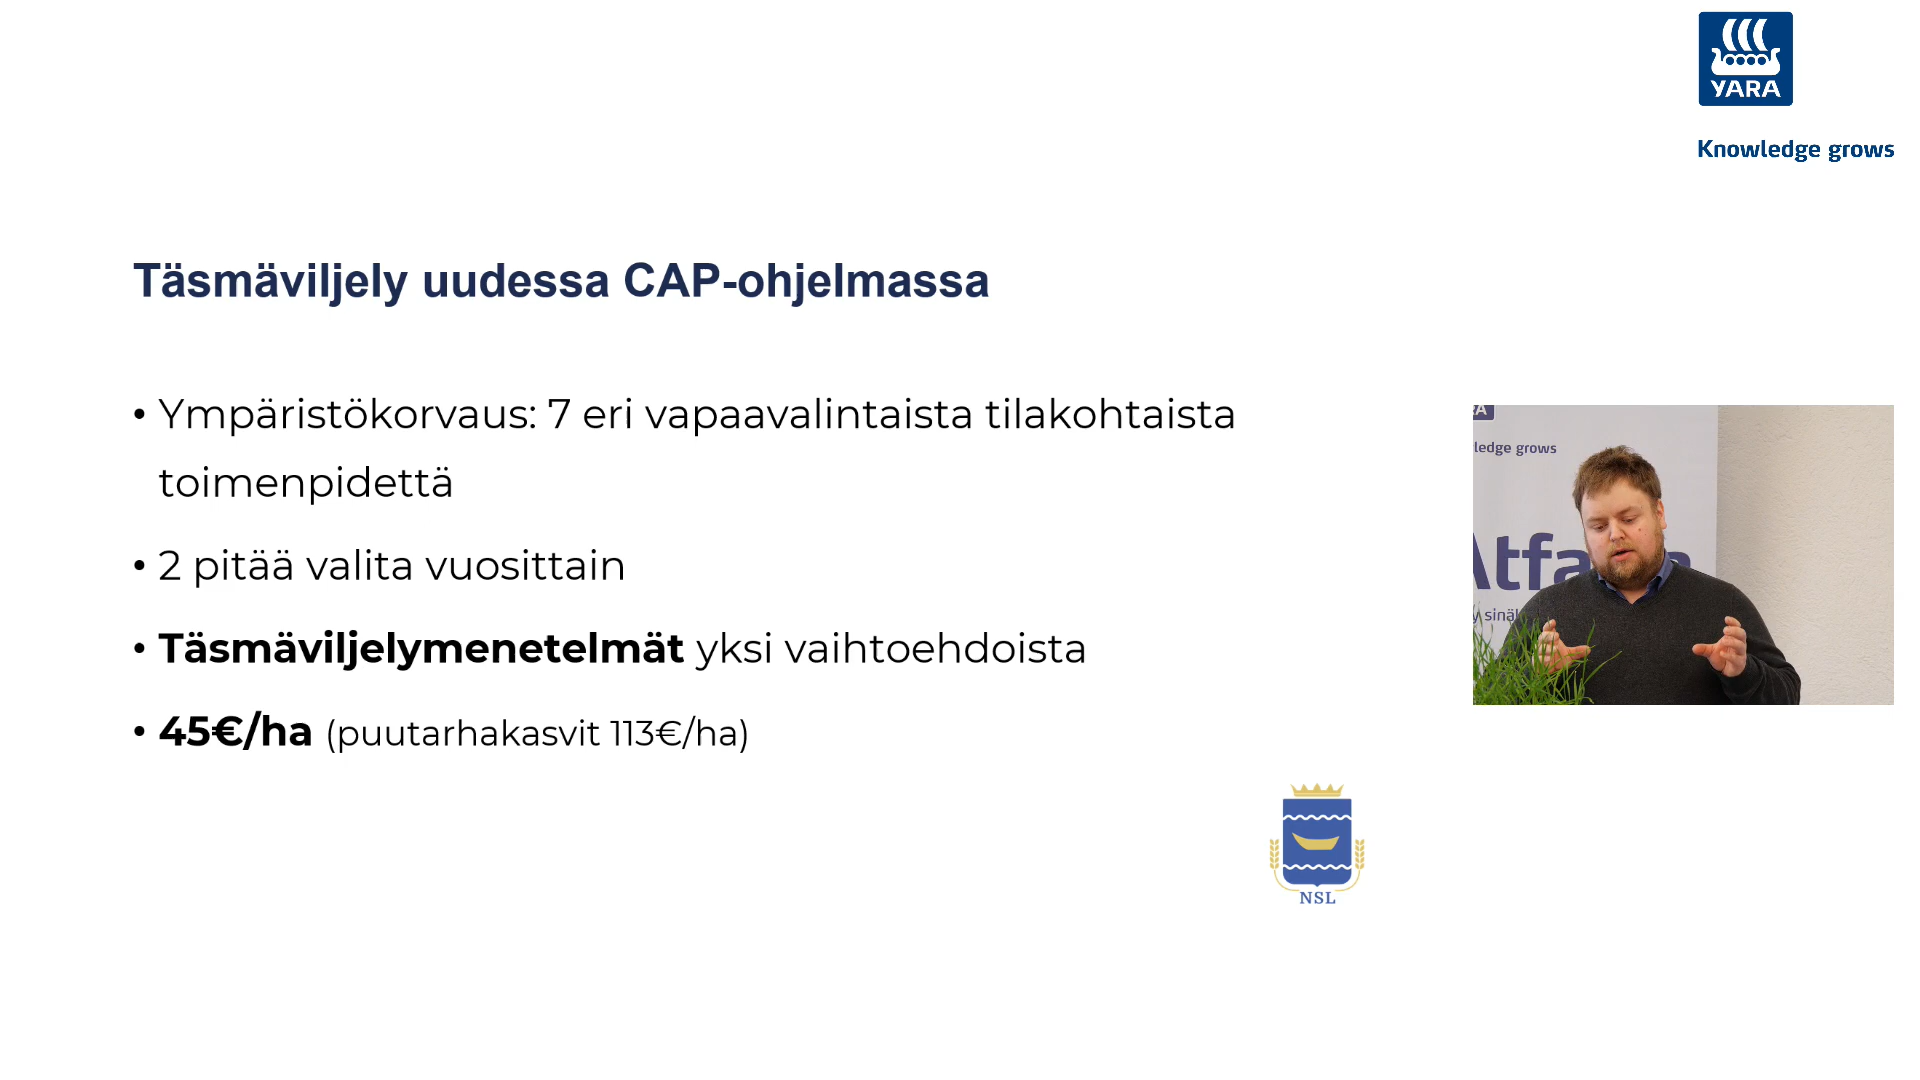 YARA
Knowledge grows
Täsmäviljely uudessa CAP-ohjelmassa
• Ympäristökorvaus: 7 eri vapaavalintaista tilakohtaista
toimenpidettä
• 2 pitää valita vuosittain
• Täsmäviljelymenetelmät yksi vaihtoehdoista
• 45€/ha (puutarhakasvit 113€/ha)
ledge grows
Atfa
NSL